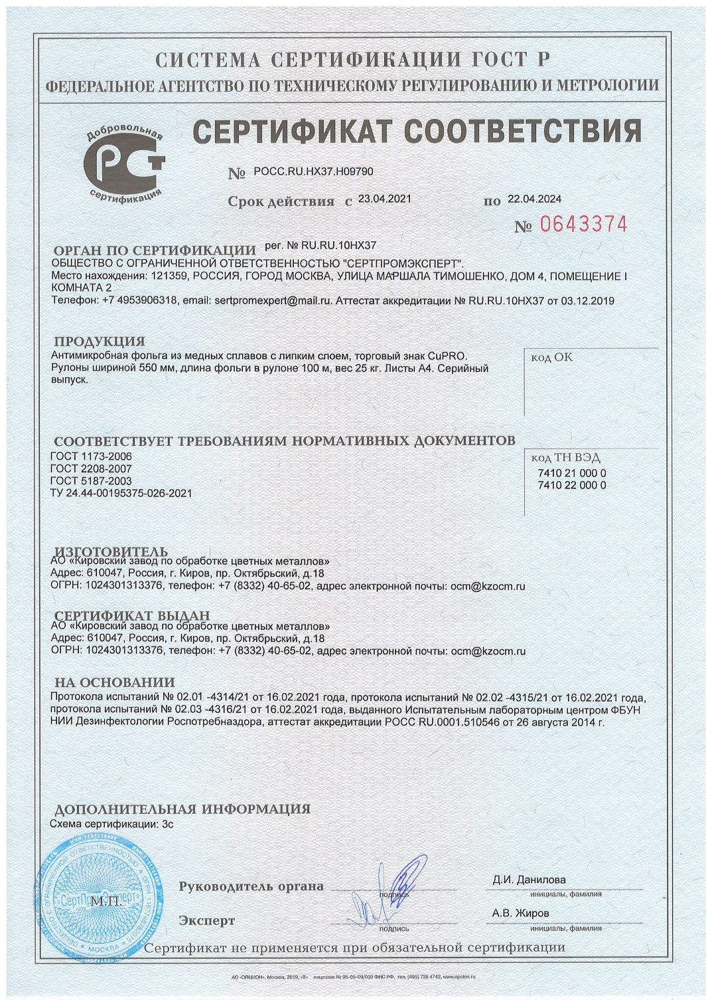 СИСТЕМА СЕРТИФИКАЦИИ ГОСТ Р
ФЕДЕРАЛЬНОЕ АГЕНТСТВО ПО ТЕХНИЧЕСКОМУ РЕГУЛИРОВАНИЮ И МЕТРОЛОГИИ
Добровольная
РСТ
сертификация
СЕРТИФИКАТ СООТВЕТСТВИЯ
№ РОСС.RU.НХ37.Н09790
Срок действия с 23.04.2021 по 22.04.2024
№ 0643374
ОРГАН ПО СЕРТИФИКАЦИИ рег. № RU.RU.10НХ37
ОБЩЕСТВО С ОГРАНИЧЕННОЙ ОТВЕТСТВЕННОСТЬЮ "СЕРТПРОМЭКСПЕРТ".
Место нахождения: 121359, РОССИЯ, ГОРОД МОСКВА, УЛИЦА МАРШАЛА ТИМОШЕНКО, ДОМ 4, ПОМЕЩЕНИЕ I
КОМНАТА 2
Телефон: +7 4953906318, email: sertpromexpert@mail.ru. Аттестат аккредитации № RU.RU.10НХ37 от 03.12.2019
ПРОДУКЦИЯ
Антимикробная фольга из медных сплавов с липким слоем, торговый знак CuPRO.
Рулоны шириной 550 мм, длина фольги в рулоне 100 м, вес 25 кг. Листы А4. Серийный
выпуск.
код ОК
СООТВЕТСТВУЕТ ТРЕБОВАНИЯМ НОРМАТИВНЫХ ДОКУМЕНТОВ
ГОСТ 1173-2006
ГОСТ 2208-2007
ГОСТ 5187-2003
ТУ 24.44-00195375-026-2021
код ТН ВЭД
7410 21 000 0
7410 22 000 0
ИЗГОТОВИТЕЛЬ
АО «Кировский завод по обработке цветных металлов»
Адрес: 610047, Россия, г. Киров, пр. Октябрьский, д.18
ОГРН: 1024301313376, телефон: +7 (8332) 40-65-02, адрес электронной почты: ocm@kzocm.ru
СЕРТИФИКАТ ВЫДАН
АО «Кировский завод по обработке цветных металлов»
Адрес: 610047, Россия, г. Киров, пр. Октябрьский, д.18
ОГРН: 1024301313376, телефон: +7 (8332) 40-65-02, адрес электронной почты: ocm@kzocm.ru
НА ОСНОВАНИИ
Протокола испытаний № 02.01 -4314/21 от 16.02.2021 года, протокола испытаний № 02.02 -4315/21 от 16.02.2021 года,
протокола испытаний № 02.03 -4316/21 от 16.02.2021 года, выданного Испытательным лабораторным центром ФБУН
НИИ Дезинфектологии Роспотребназдора, аттестат аккредитации РОСС RU.0001.510546 от 26 августа 2014 г.
ДОПОЛНИТЕЛЬНАЯ ИНФОРМАЦИЯ
Схема сертификации: 3с
ОБЩЕСТВО С ОГРАНИЧЕННОЙ ОТВЕТСТВЕННОСТЬЮ
«СертПромЭксперт»
МОСКВА
М.П.
Руководитель органа
подпись
Д.И. Данилова
инициалы, фамилия
Эксперт
подпись
А.В. Жиров
инициалы, фамилия
Сертификат не применяется при обязательной сертификации
АО «ОПЦИОН», Москва, 2019, «В» лицензия № 05-05-09/003 ФНС РФ, тел. (495) 726 4742, www.opcion.ru